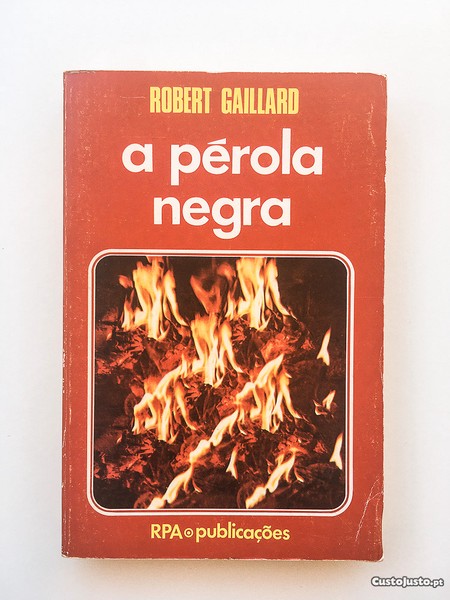 ROBERT GAILLARD
a pérola
negra
RPA publicações
CustoJusto.pt